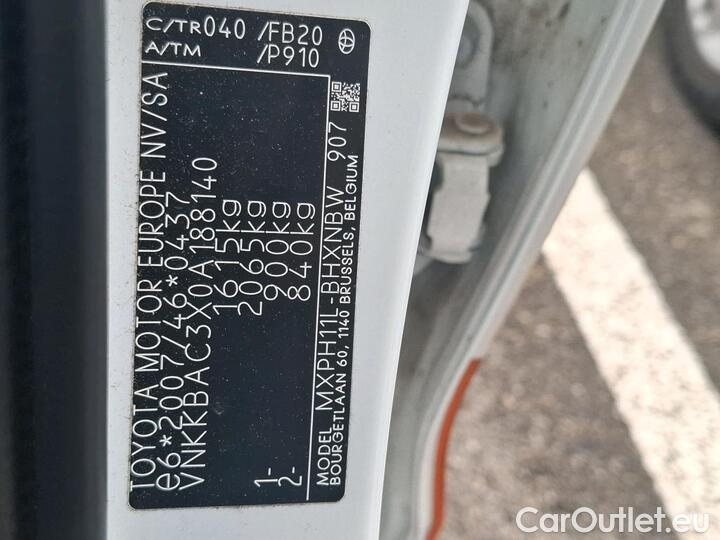 TOYOTA MOTOR EUROPE NV/SA
e6*2007/46*0437
VNKKBAC3X0A188140
1615kg
2065kg
1- 900kg
2- 840kg
MODEL MXPH11L-BHXNBW 907
BOURGETLAAN 60, 1140 BRUSSELS, BELGIUM
C/TR040 /FB20
A/TM /P910
CarOutlet.eu